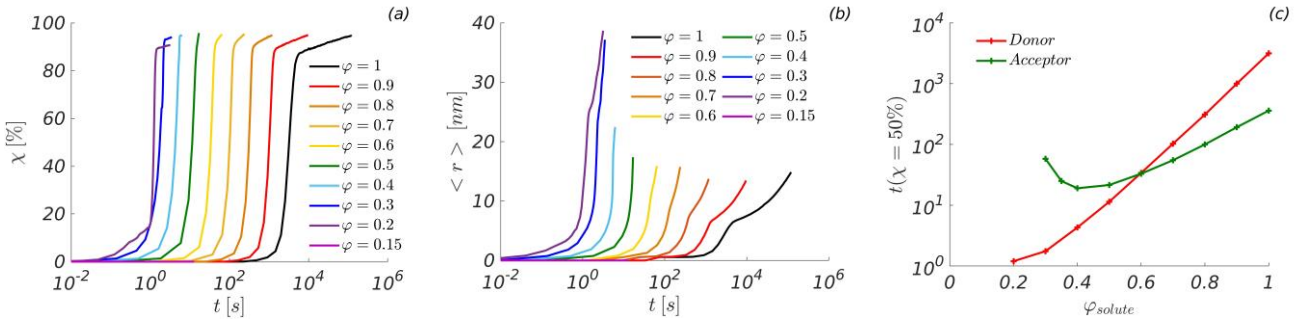 (a)
100
80
60
40
20
0
χ [%]
10^-2
10^0
10^2
10^4
10^6
t [s]
φ = 1
φ = 0.9
φ = 0.8
φ = 0.7
φ = 0.6
φ = 0.5
φ = 0.4
φ = 0.3
φ = 0.2
φ = 0.15
(b)
40
30
20
10
0
< r > [nm]
10^-2
10^0
10^2
10^4
10^6
t [s]
φ = 1
φ = 0.9
φ = 0.8
φ = 0.7
φ = 0.6
φ = 0.5
φ = 0.4
φ = 0.3
φ = 0.2
φ = 0.15
(c)
10^4
10^3
10^2
10^1
10^0
t(χ = 50%)
Donor
Acceptor
0
0.2
0.4
0.6
0.8
1
φ_solute